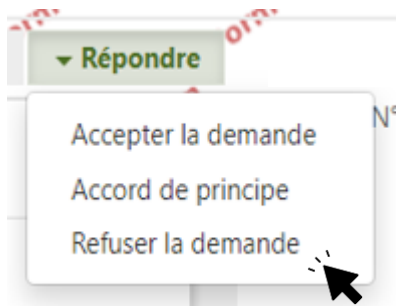 Répondre
N°
Accepter la demande
Accord de principe
Refuser la demande